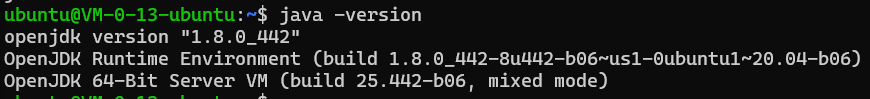 ubuntu@VM-0-13-ubuntu:~$ java -version
openjdk version "1.8.0_442"
OpenJDK Runtime Environment (build 1.8.0_442-8u442-b06~us1-0ubuntu1~20.04-b06)
OpenJDK 64-Bit Server VM (build 25.442-b06, mixed mode)